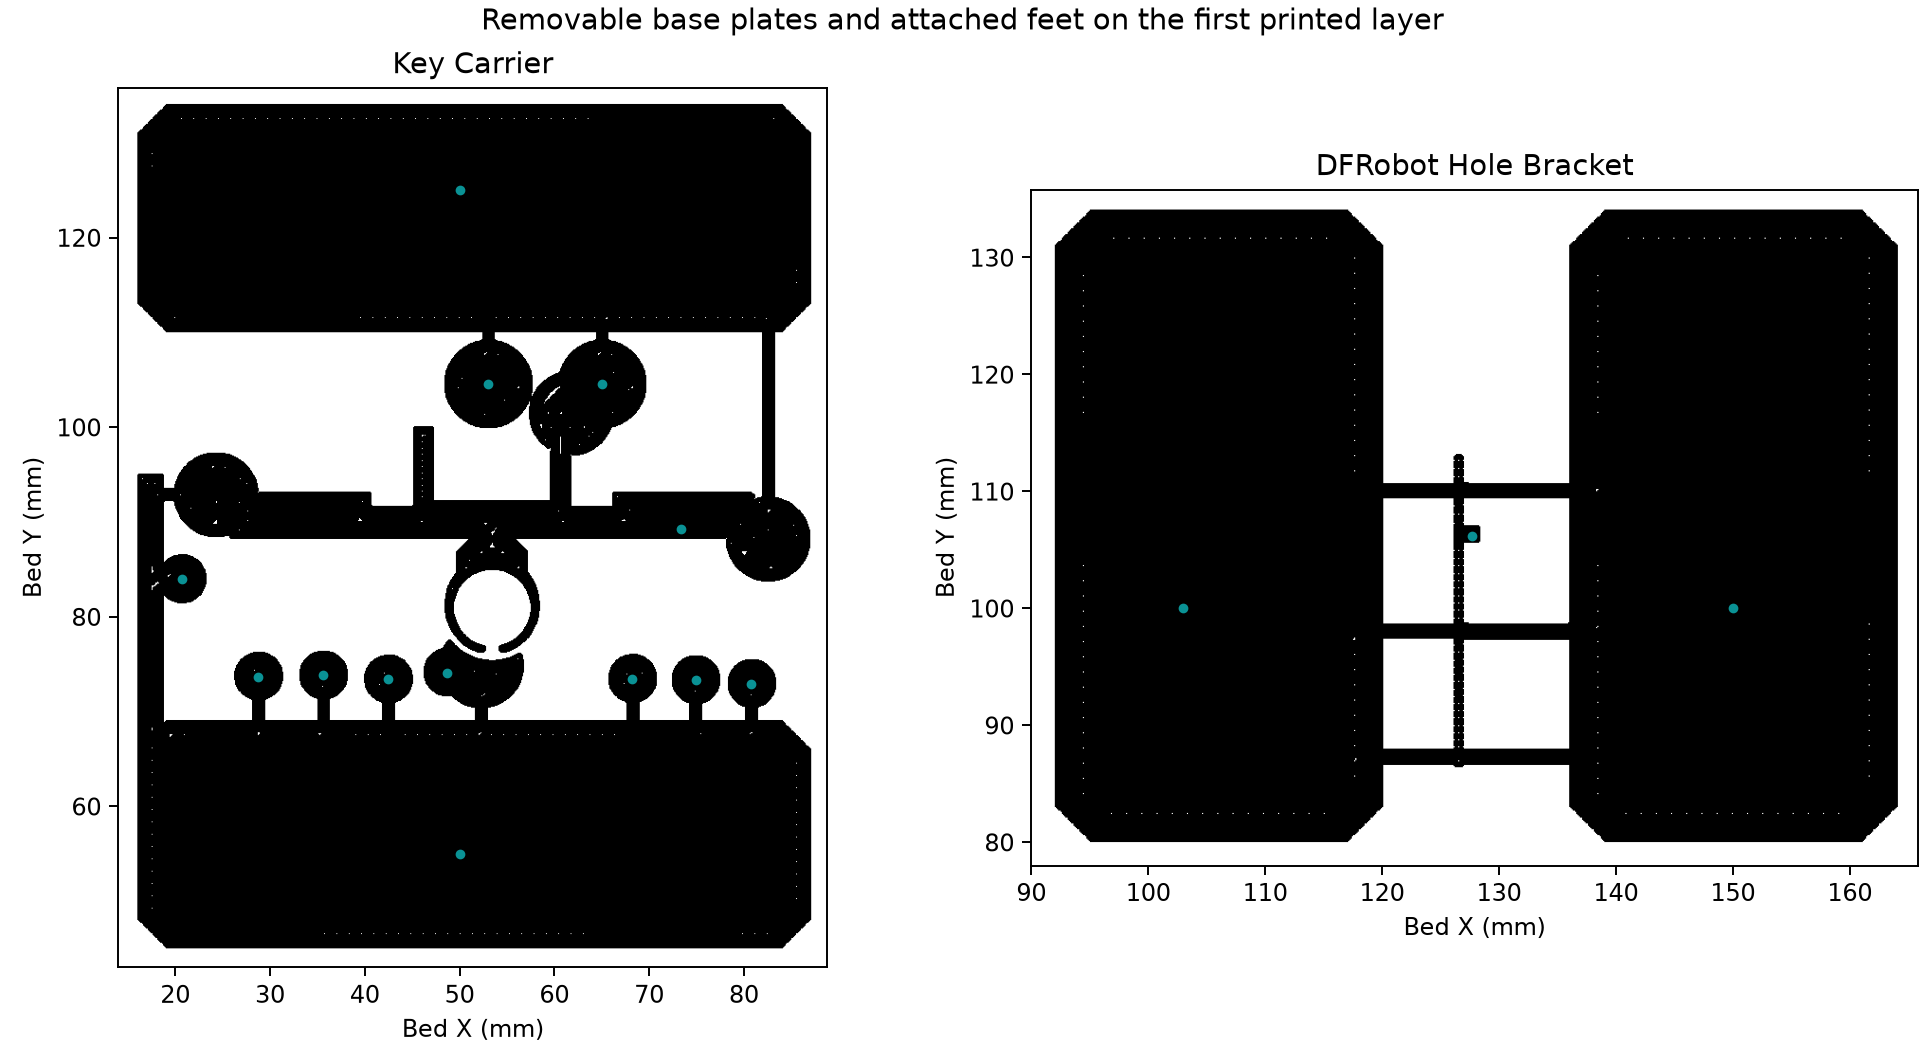 Removable base plates and attached feet on the first printed layer
Key Carrier
120
100
80
60
Bed Y (mm)
20 30 40 50 60 70 80
Bed X (mm)
DFRobot Hole Bracket
130
120
110
100
90
80
Bed Y (mm)
90 100 110 120 130 140 150 160
Bed X (mm)